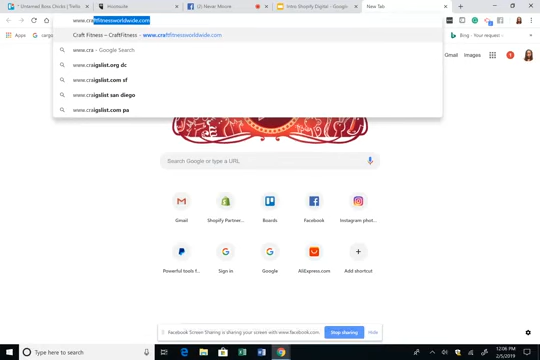 * Unnamed Boss Clocks | Trello
Hootsuite
(2) Never Movie
Intro Shopify Digital - Google
New Tab
www.craftfitnessworldwide.com
Craft Fitness – CraftFitness - www.craftfitnessworldwide.com
www.cra - Google Search
www.craigslist.org dc
www.craigslist.com sf
www.craigslist san diego
www.craigslist.com pa
Apps
Bing - Your request -
Gmail
Images
Search Google or type a URL
Gmail
Shopify Partner...
Boards
Facebook
Instagram phot...
Powerful tools f...
Sign in
Google
AliExpress.com
Add shortcut
Facebook Screen Sharing is sharing your screen with www.facebook.com.
Stop sharing
Hide
Type here to search
12:06 PM
2/5/2019